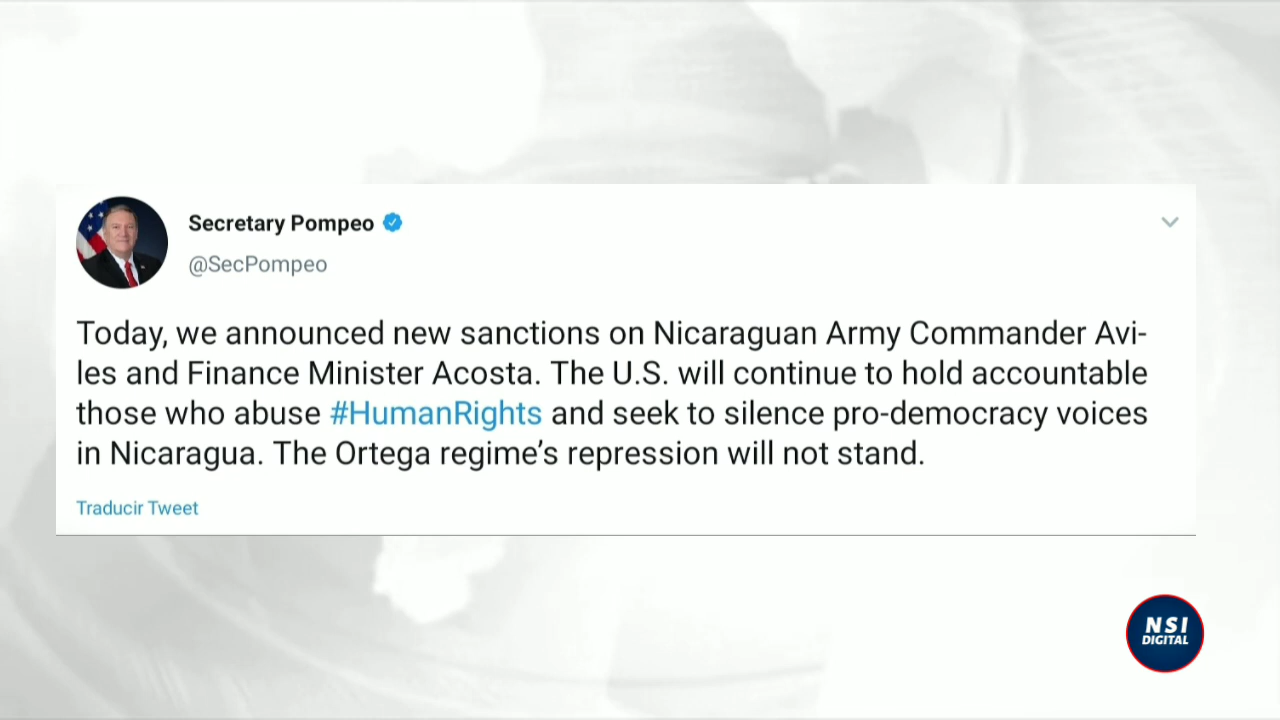 Secretary Pompeo
@SecPompeo
Today, we announced new sanctions on Nicaraguan Army Commander Avi-
les and Finance Minister Acosta. The U.S. will continue to hold accountable
those who abuse #HumanRights and seek to silence pro-democracy voices
in Nicaragua. The Ortega regime’s repression will not stand.
Traducir Tweet
NSI
DIGITAL